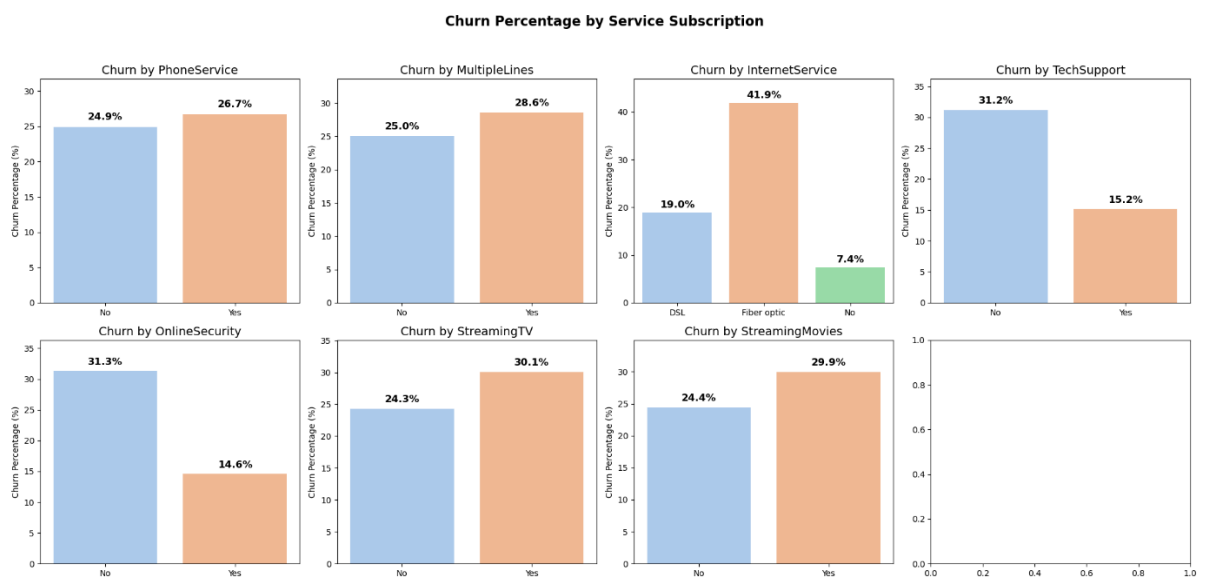 Churn Percentage by Service Subscription
Churn by PhoneService
Churn Percentage (%)
30
25
20
15
10
5
0
24.9%
26.7%
No
Yes
Churn by MultipleLines
Churn Percentage (%)
30
25
20
15
10
5
0
25.0%
28.6%
No
Yes
Churn by InternetService
Churn Percentage (%)
40
30
20
10
0
19.0%
41.9%
7.4%
DSL
Fiber optic
No
Churn by TechSupport
Churn Percentage (%)
35
30
25
20
15
10
5
0
31.2%
15.2%
No
Yes
Churn by OnlineSecurity
Churn Percentage (%)
35
30
25
20
15
10
5
0
31.3%
14.6%
No
Yes
Churn by StreamingTV
Churn Percentage (%)
35
30
25
20
15
10
5
0
24.3%
30.1%
No
Yes
Churn by StreamingMovies
Churn Percentage (%)
30
25
20
15
10
5
0
24.4%
29.9%
No
Yes
1.0
0.8
0.6
0.4
0.2
0.0
0.0
0.2
0.4
0.6
0.8
1.0